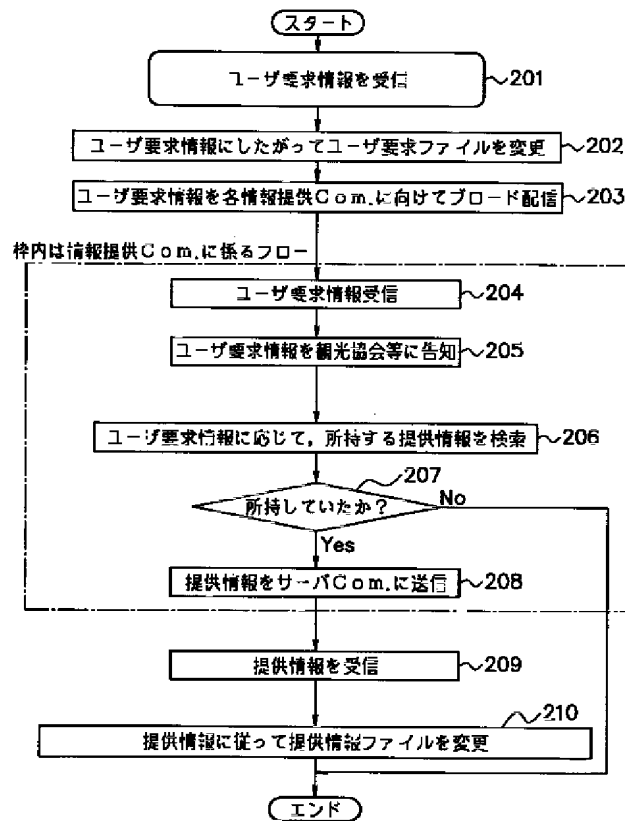 スタート
ユーザ要求情報を受信
201
ユーザ要求情報にしたがってユーザ要求ファイルを変更
202
ユーザ要求情報を各情報提供Com.に向けてブロード配信
203
枠内は情報提供Com.に係るフロー
ユーザ要求情報受信
204
ユーザ要求情報を観光協会等に告知
205
ユーザ要求情報に応じて，所持する提供情報を検索
206
207
所持していたか？
No
Yes
提供情報をサーバCom.に送信
208
提供情報を受信
209
210
提供情報に従って提供情報ファイルを変更
エンド